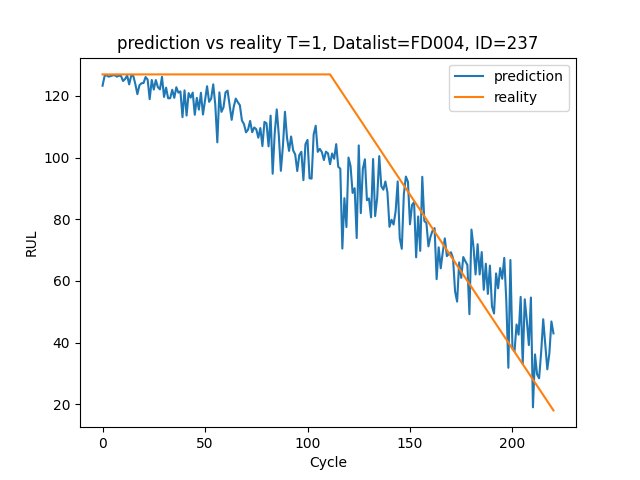 prediction vs reality T=1, Datalist=FD004, ID=237
prediction
reality
120
100
80
60
40
20
RUL
0
50
100
150
200
Cycle